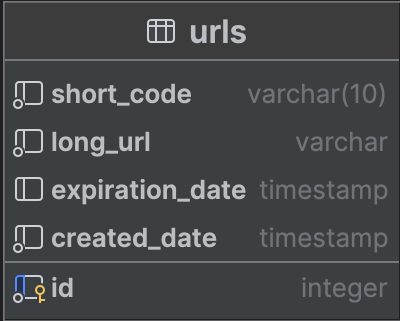 urls
short_code varchar(10)
long_url varchar
expiration_date timestamp
created_date timestamp
id integer